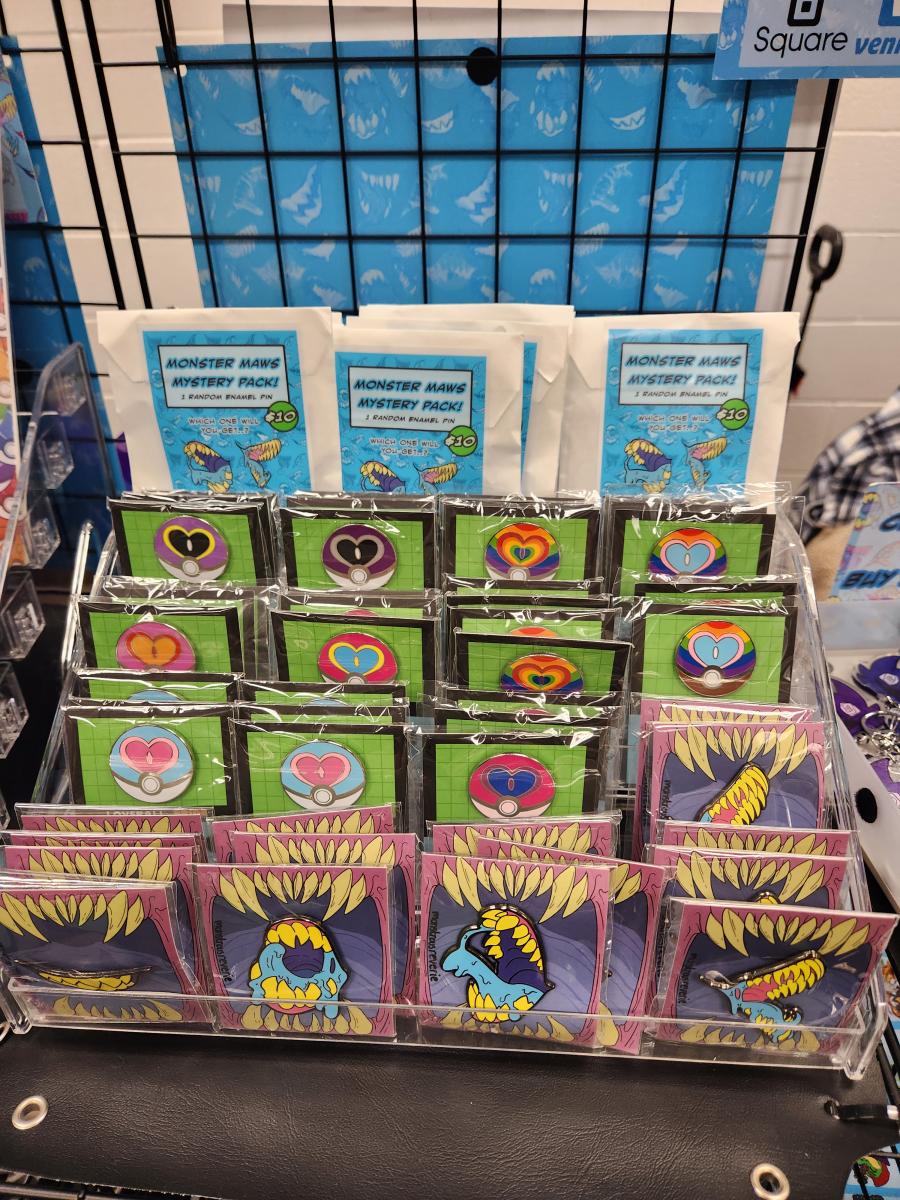 Square
MONSTER MAWS
MYSTERY PACK!
1 RANDOM ENAMEL PIN
$10
WHICH ONE WILL
YOU GET..?
MONSTER MAWS
MYSTERY PACK!
1 RANDOM ENAMEL PIN
$10
WHICH ONE WILL
YOU GET..?
MONSTER MAWS
MYSTERY PACK!
1 RANDOM ENAMEL PIN
$10
WHICH ONE WILL
YOU GET..?
BUY